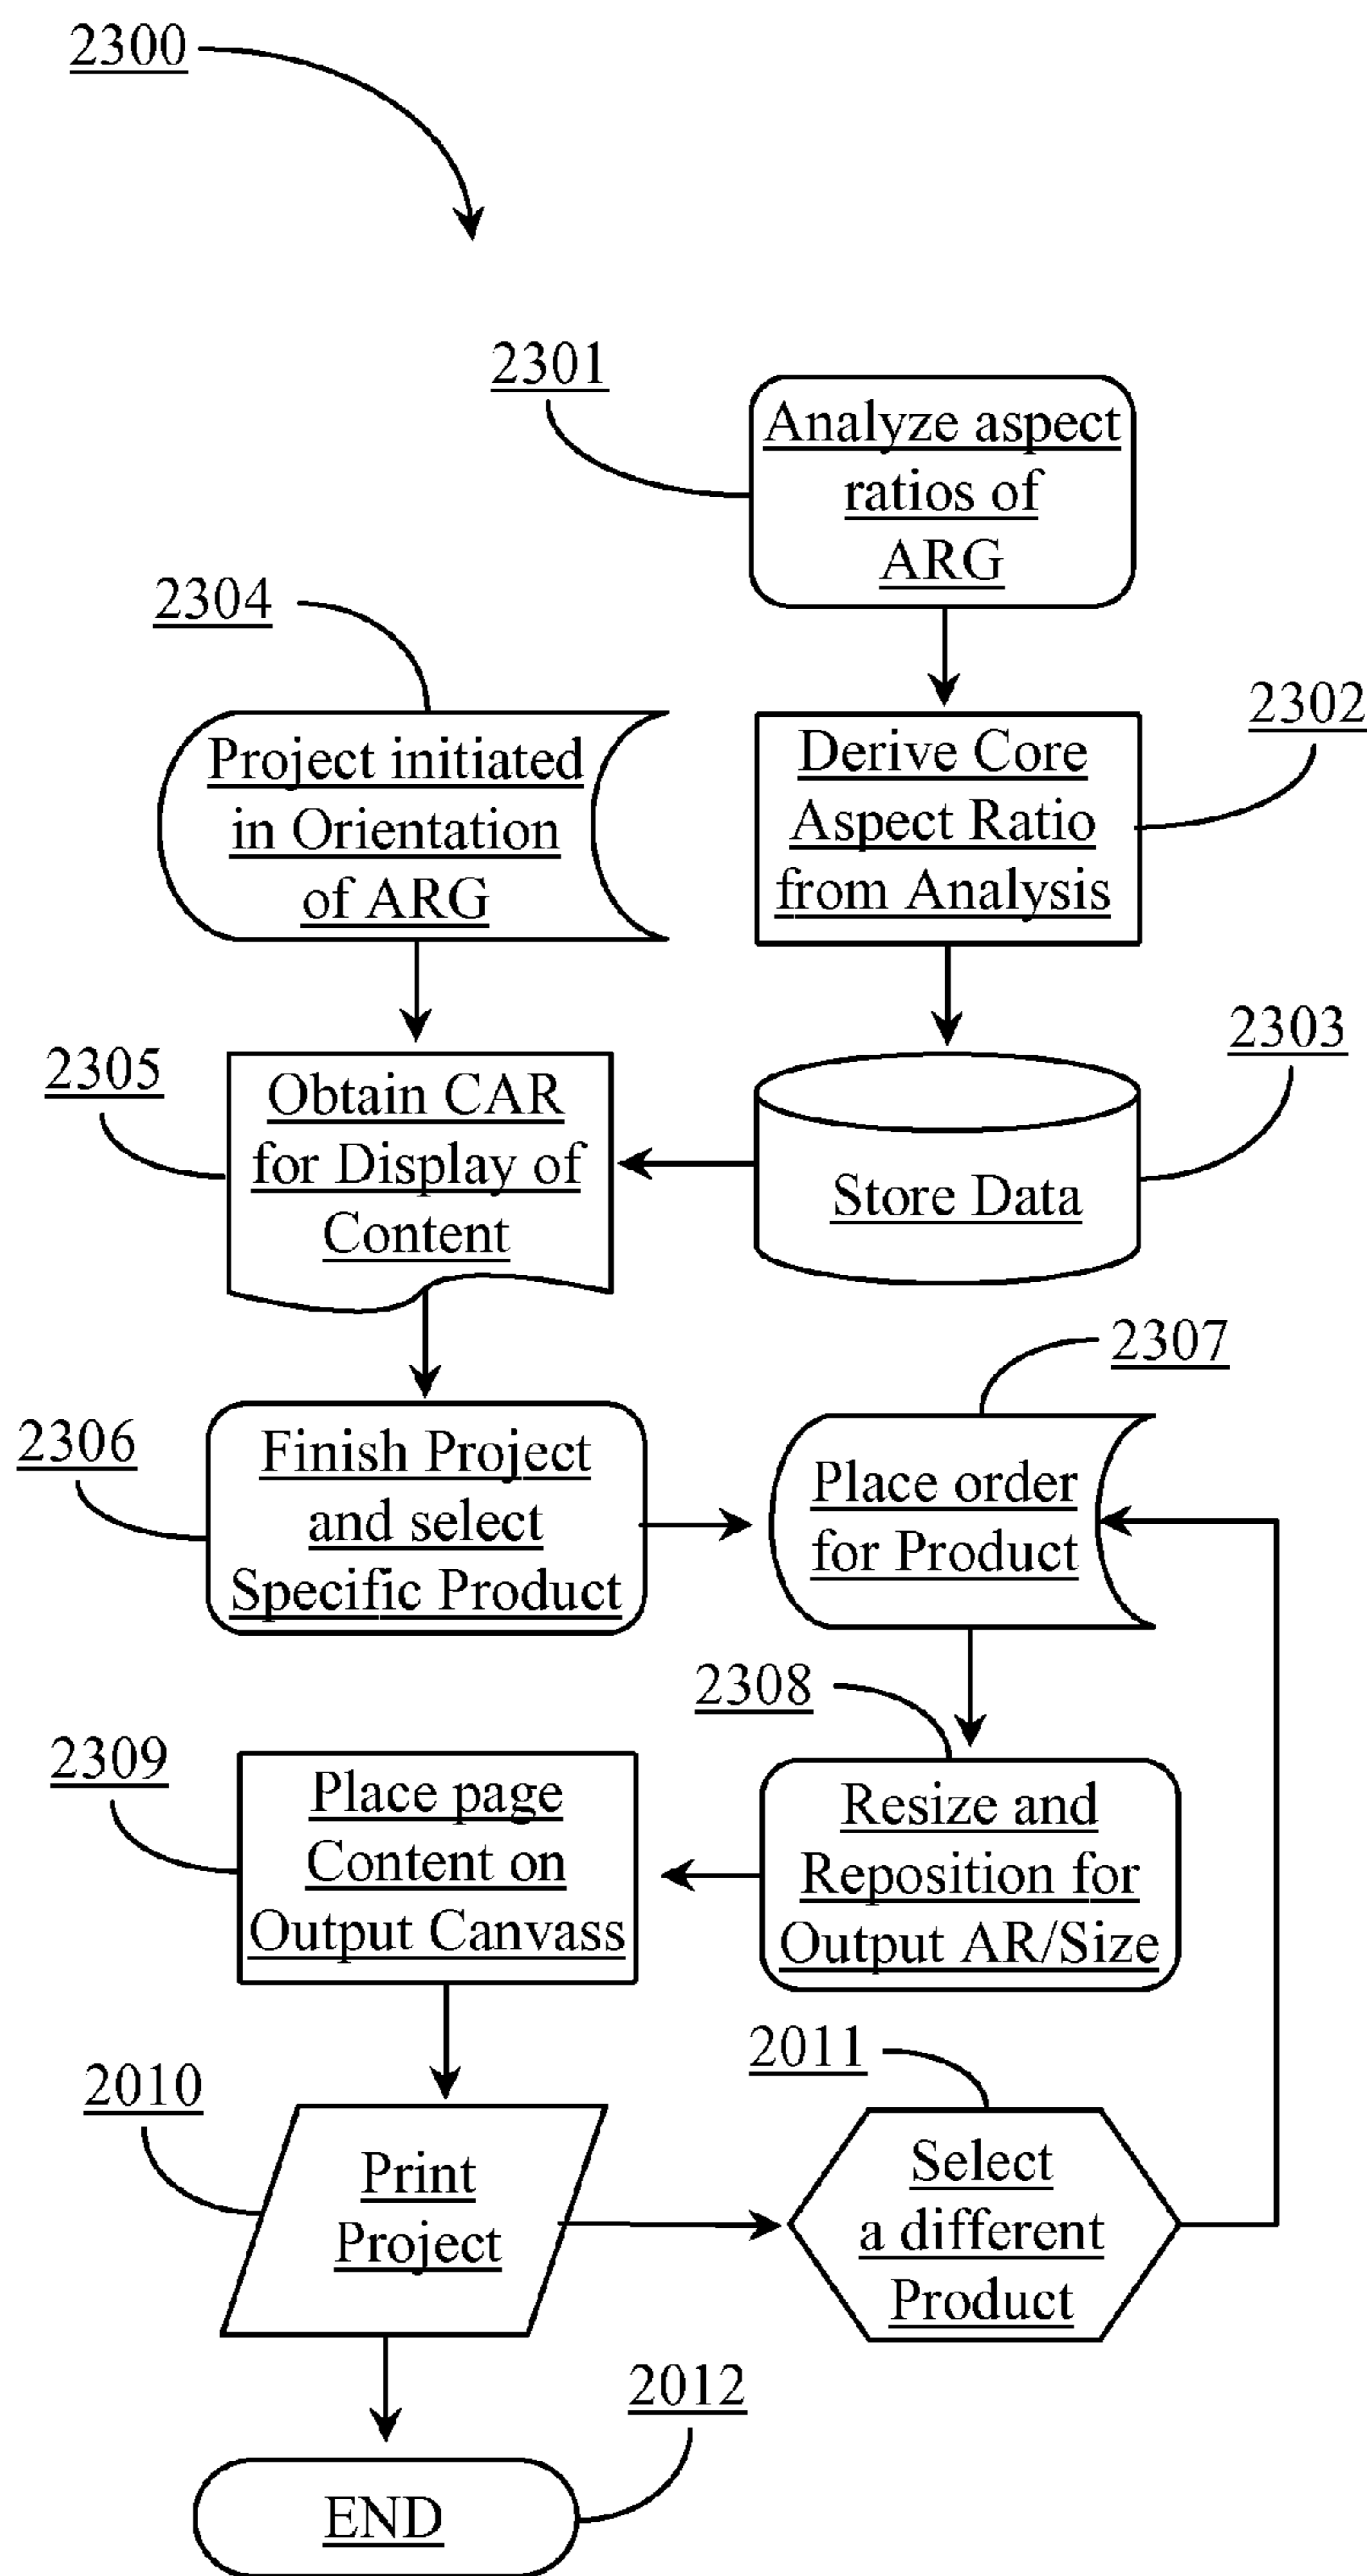 2300
2301
Analyze aspect
ratios of
ARG
2304
2302
Project initiated
in Orientation
of ARG
Derive Core
Aspect Ratio
from Analysis
2305
2303
Obtain CAR
for Display of
Content
Store Data
2307
2306
Finish Project
and select
Specific Product
Place order
for Product
2308
2309
Place page
Content on
Output Canvass
Resize and
Reposition for
Output AR/Size
2010
2011
Print
Project
Select
a different
Product
2012
END